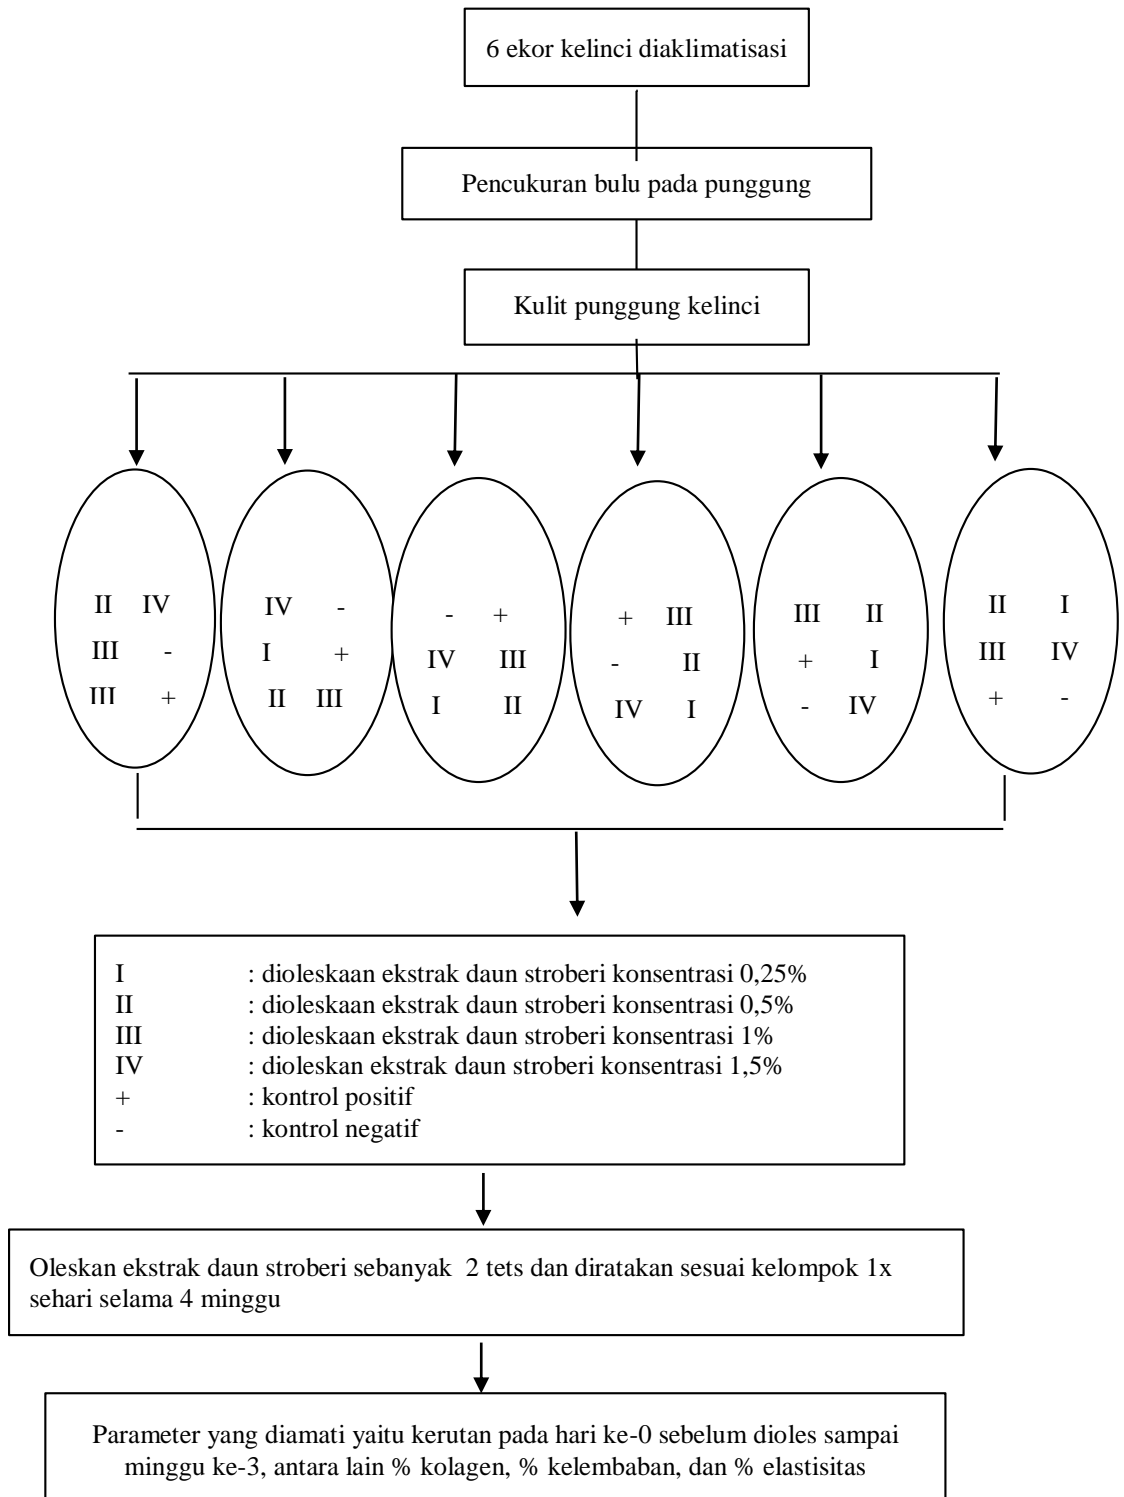 6 ekor kelinci diaklimatisasi
Pencukuran bulu pada punggung
Kulit punggung kelinci
II IV
III -
III +
IV -
I +
II III
- +
IV III
I II
+ III
- II
IV I
III II
+ I
- IV
II I
III IV
+ -
I : dioleskaan ekstrak daun stroberi konsentrasi 0,25%
II : dioleskaan ekstrak daun stroberi konsentrasi 0,5%
III : dioleskaan ekstrak daun stroberi konsentrasi 1%
IV : dioleskan ekstrak daun stroberi konsentrasi 1,5%
+ : kontrol positif
- : kontrol negatif
Oleskan ekstrak daun stroberi sebanyak 2 tets dan diratakan sesuai kelompok 1x
sehari selama 4 minggu
Parameter yang diamati yaitu kerutan pada hari ke-0 sebelum dioles sampai
minggu ke-3, antara lain % kolagen, % kelembaban, dan % elastisitas